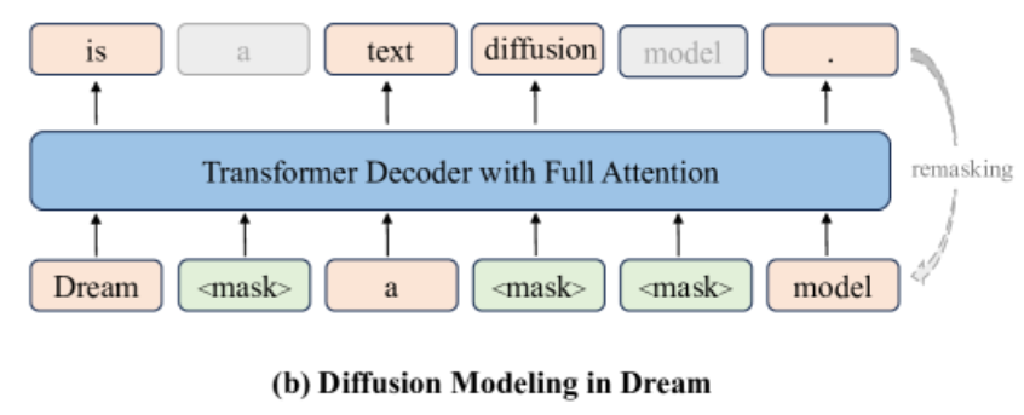 is a text diffusion model .
Transformer Decoder with Full Attention
remasking
Dream <mask> a <mask> <mask> model
(b) Diffusion Modeling in Dream